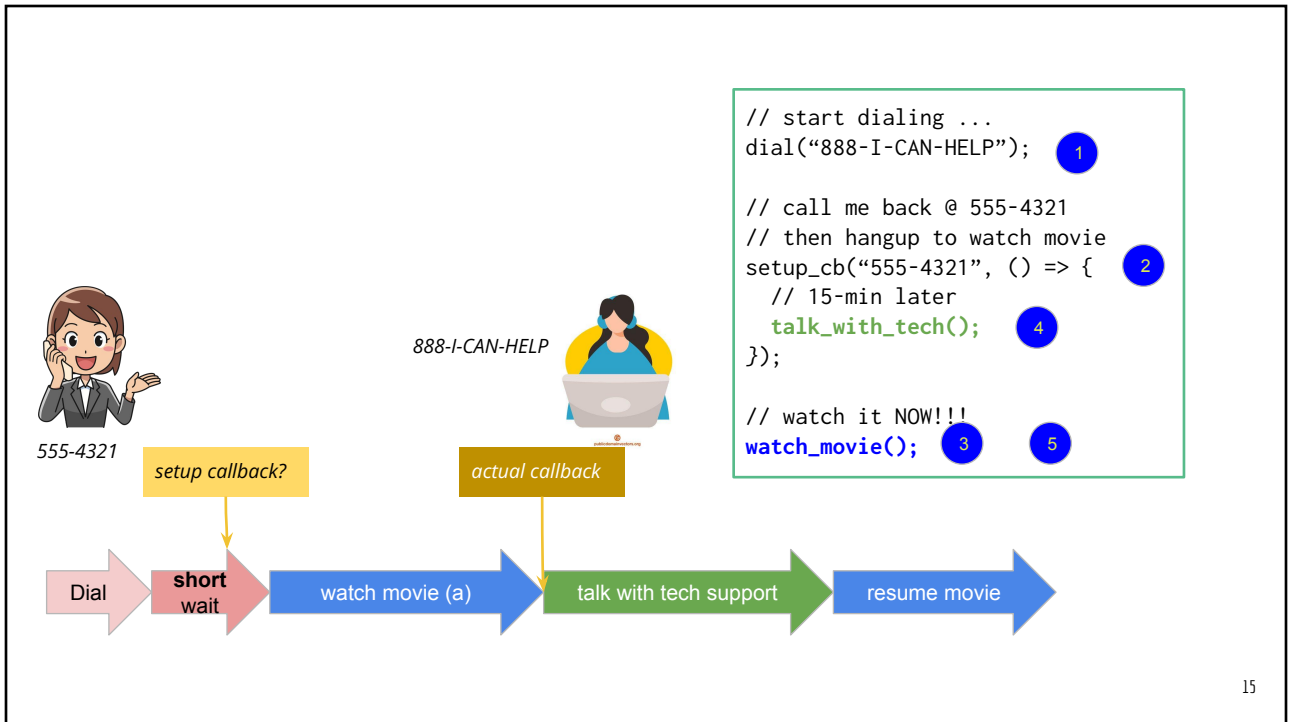 // start dialing ...
dial(“888-I-CAN-HELP”);
1
// call me back @ 555-4321
// then hangup to watch movie
setup_cb(“555-4321”, () => {
2
// 15-min later
talk_with_tech();
4
});
// watch it NOW!!!
watch_movie();
3
5
888-I-CAN-HELP
publicdomainvectors.org
555-4321
setup callback?
actual callback
Dial
short
wait
watch movie (a)
talk with tech support
resume movie
15